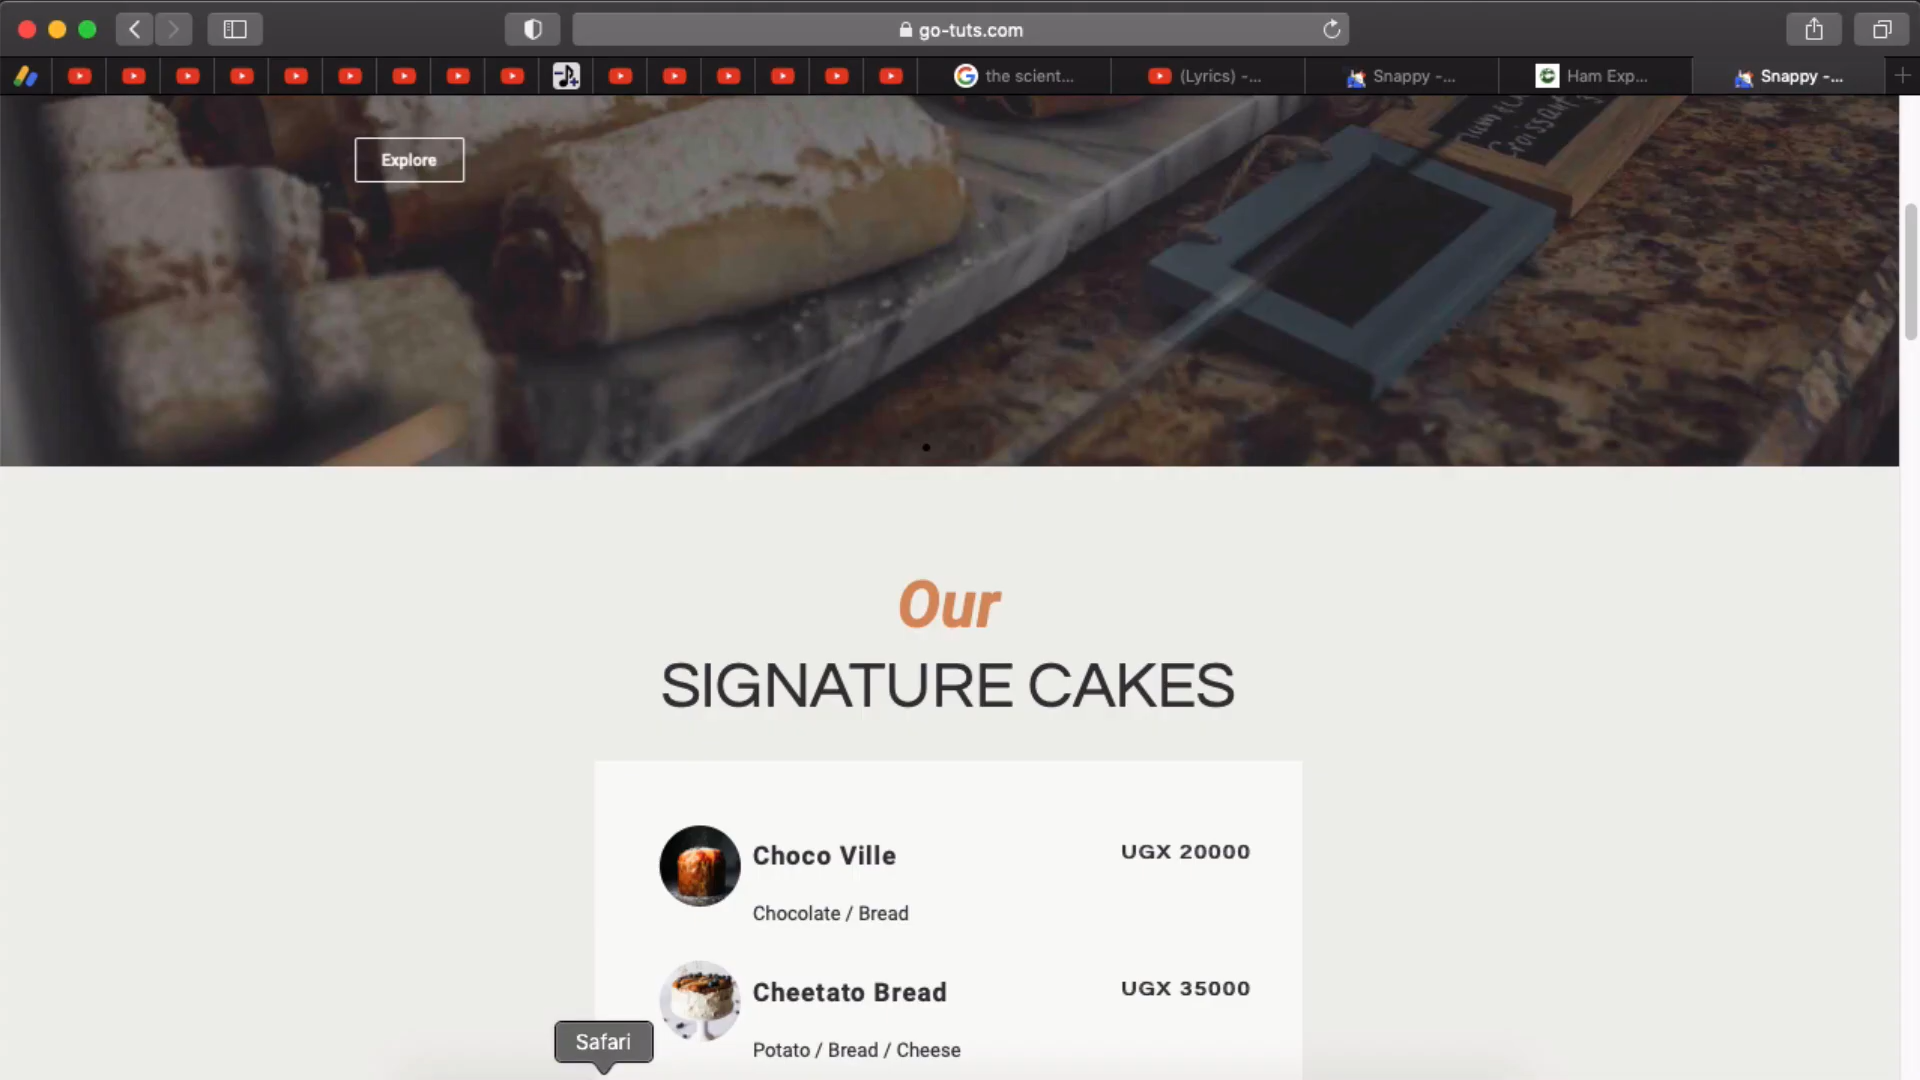 go-tuts.com
the scient...
(Lyrics) -...
Snappy -...
Ham Exp...
Snappy -...
Explore
Croissant
Our
SIGNATURE CAKES
Choco Ville
UGX 20000
Chocolate / Bread
Cheetato Bread
UGX 35000
Potato / Bread / Cheese
Safari